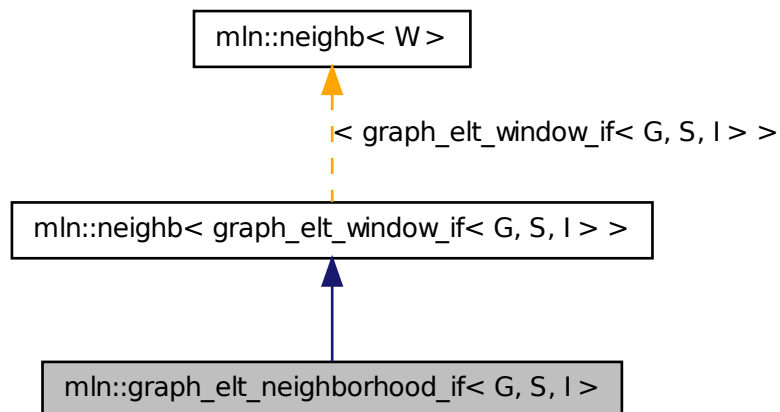 mln::neighb< W >
< graph_elt_window_if< G, S, I > >
mln::neighb< graph_elt_window_if< G, S, I > >
mln::graph_elt_neighborhood_if< G, S, I >